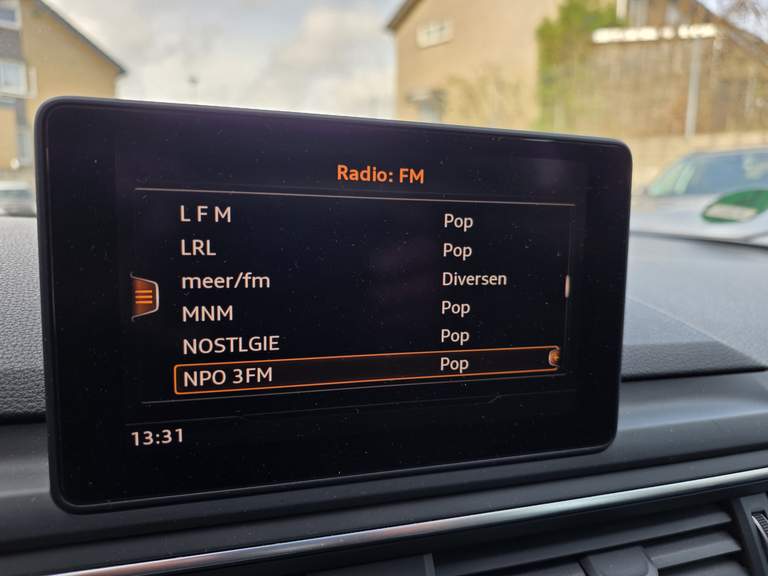 Radio: FM
L F M Pop
LRL Pop
meer/fm Diversen
MNM Pop
NOSTLGIE Pop
NPO 3FM Pop
13:31